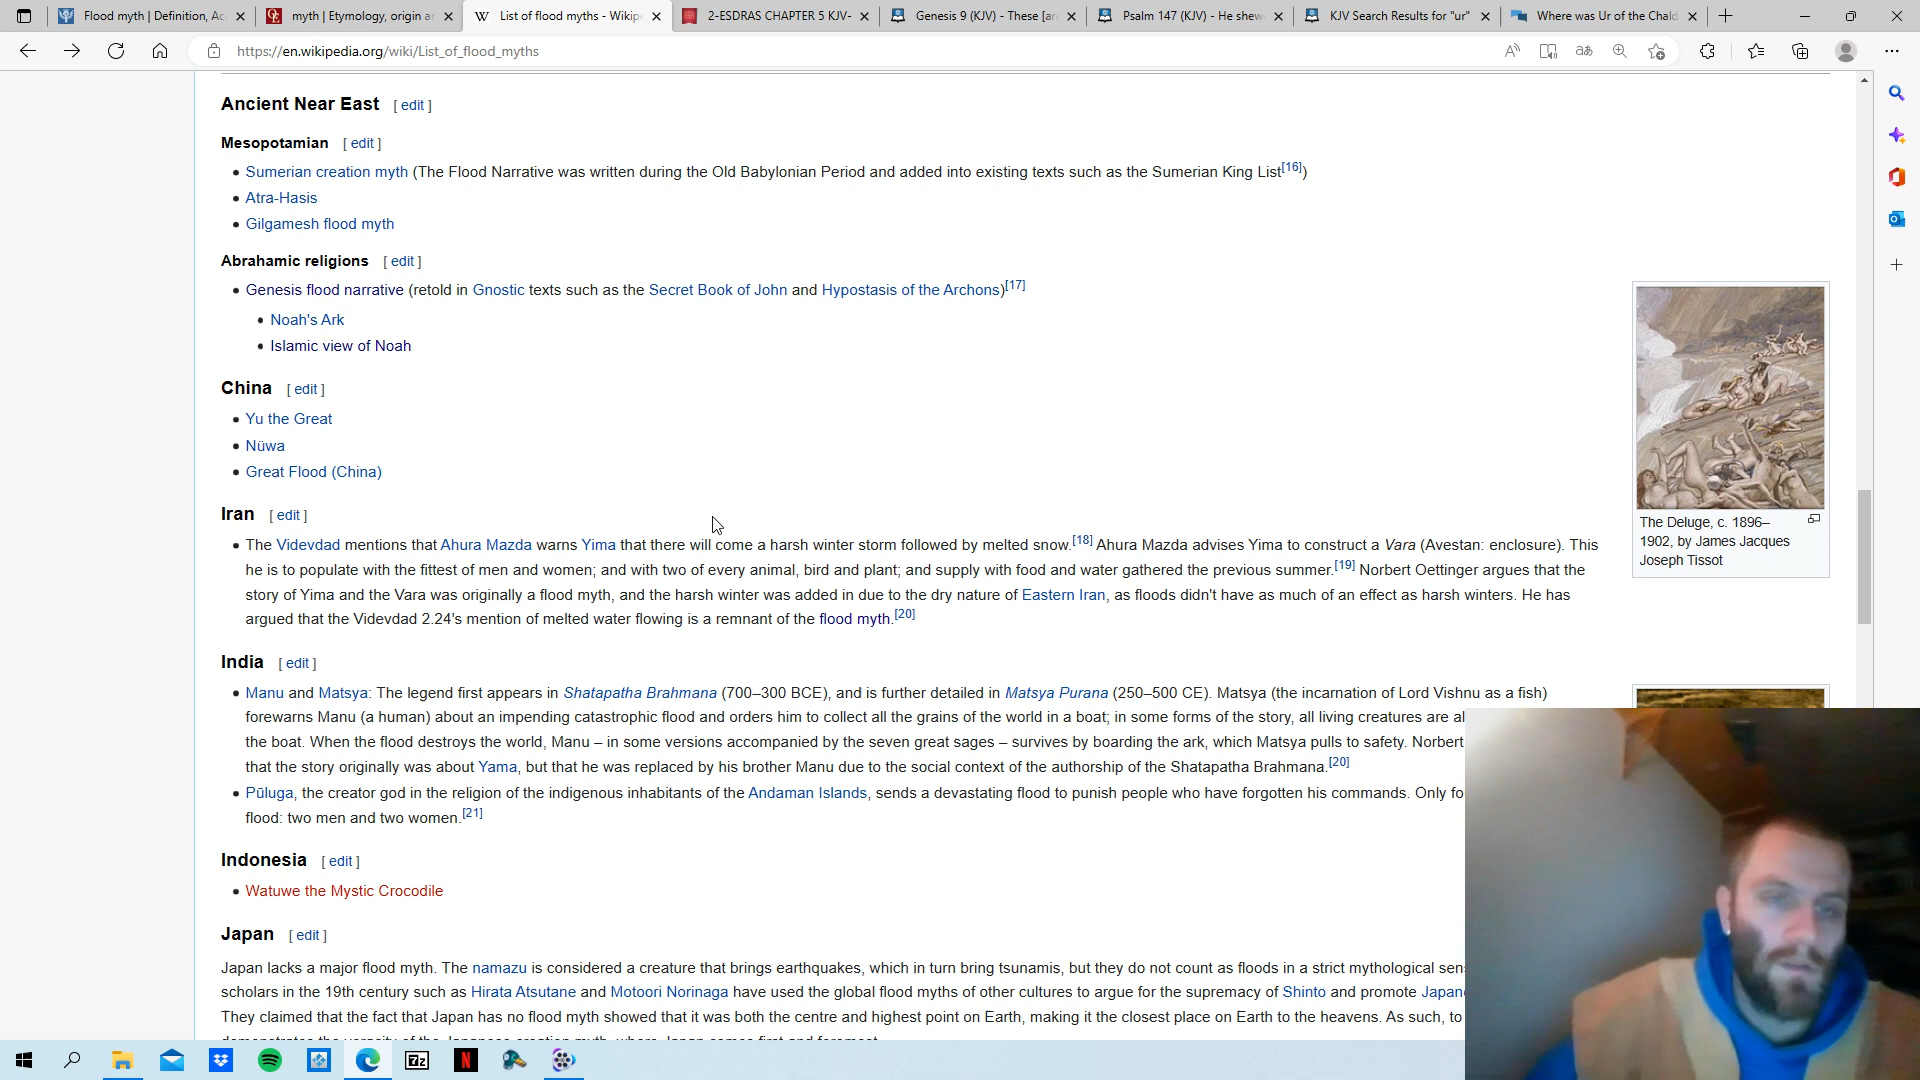 Flood myth | Definition, Ac
myth | Etymology, origin a
List of flood myths - Wikip
2-ESDRAS CHAPTER 5 KJV-
Genesis 9 (KJV) - These [a
Psalm 147 (KJV) - He shew
KJV Search Results for "ur"
Where was Ur of the Chald
https://en.wikipedia.org/wiki/List_of_flood_myths
Ancient Near East [ edit ]
Mesopotamian [ edit ]
Sumerian creation myth (The Flood Narrative was written during the Old Babylonian Period and added into existing texts such as the Sumerian King List[16])
Atra-Hasis
Gilgamesh flood myth
Abrahamic religions [ edit ]
Genesis flood narrative (retold in Gnostic texts such as the Secret Book of John and Hypostasis of the Archons)[17]
Noah's Ark
Islamic view of Noah
China [ edit ]
Yu the Great
Nüwa
Great Flood (China)
The Deluge, c. 1896–
1902, by James Jacques
Joseph Tissot
Iran [ edit ]
The Videvdad mentions that Ahura Mazda warns Yima that there will come a harsh winter storm followed by melted snow.[18] Ahura Mazda advises Yima to construct a Vara (Avestan: enclosure). This
he is to populate with the fittest of men and women; and with two of every animal, bird and plant; and supply with food and water gathered the previous summer.[19] Norbert Oettinger argues that the
story of Yima and the Vara was originally a flood myth, and the harsh winter was added in due to the dry nature of Eastern Iran, as floods didn't have as much of an effect as harsh winters. He has
argued that the Videvdad 2.24's mention of melted water flowing is a remnant of the flood myth.[20]
India [ edit ]
Manu and Matsya: The legend first appears in Shatapatha Brahmana (700–300 BCE), and is further detailed in Matsya Purana (250–500 CE). Matsya (the incarnation of Lord Vishnu as a fish)
forewarns Manu (a human) about an impending catastrophic flood and orders him to collect all the grains of the world in a boat; in some forms of the story, all living creatures are al
the boat. When the flood destroys the world, Manu – in some versions accompanied by the seven great sages – survives by boarding the ark, which Matsya pulls to safety. Norbert
that the story originally was about Yama, but that he was replaced by his brother Manu due to the social context of the authorship of the Shatapatha Brahmana.[20]
Pūluga, the creator god in the religion of the indigenous inhabitants of the Andaman Islands, sends a devastating flood to punish people who have forgotten his commands. Only fo
flood: two men and two women.[21]
Indonesia [ edit ]
Watuwe the Mystic Crocodile
Japan [ edit ]
Japan lacks a major flood myth. The namazu is considered a creature that brings earthquakes, which in turn bring tsunamis, but they do not count as floods in a strict mythological sen
scholars in the 19th century such as Hirata Atsutane and Motoori Norinaga have used the global flood myths of other cultures to argue for the supremacy of Shinto and promote Japan
They claimed that the fact that Japan has no flood myth showed that it was both the centre and highest point on Earth, making it the closest place on Earth to the heavens. As such, to